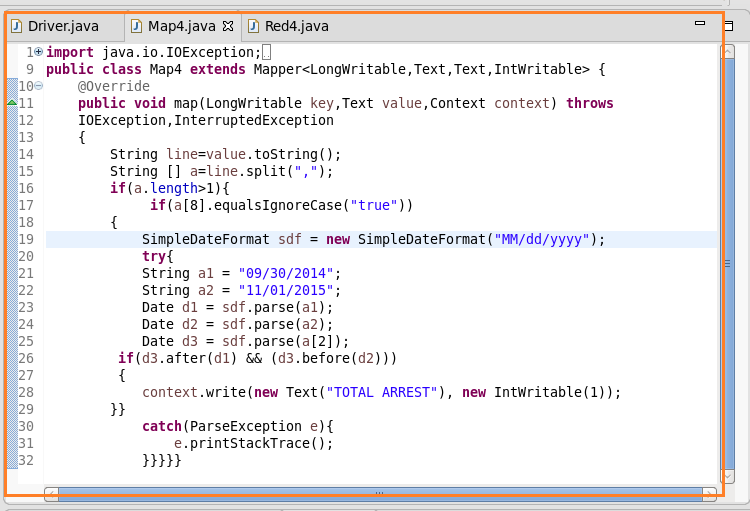 Driver.java Map4.java Red4.java
1 import java.io.IOException;
9 public class Map4 extends Mapper<LongWritable,Text,Text,IntWritable> {
10 @Override
11 public void map(LongWritable key,Text value,Context context) throws
12 IOException,InterruptedException
13 {
14 String line=value.toString();
15 String [] a=line.split(",");
16 if(a.length>1){
17 if(a[8].equalsIgnoreCase("true"))
18 {
19 SimpleDateFormat sdf = new SimpleDateFormat("MM/dd/yyyy");
20 try{
21 String a1 = "09/30/2014";
22 String a2 = "11/01/2015";
23 Date d1 = sdf.parse(a1);
24 Date d2 = sdf.parse(a2);
25 Date d3 = sdf.parse(a[2]);
26 if(d3.after(d1) && (d3.before(d2)))
27 {
28 context.write(new Text("TOTAL ARREST"), new IntWritable(1));
29 }}
30 catch(ParseException e){
31 e.printStackTrace();
32 }}}}}